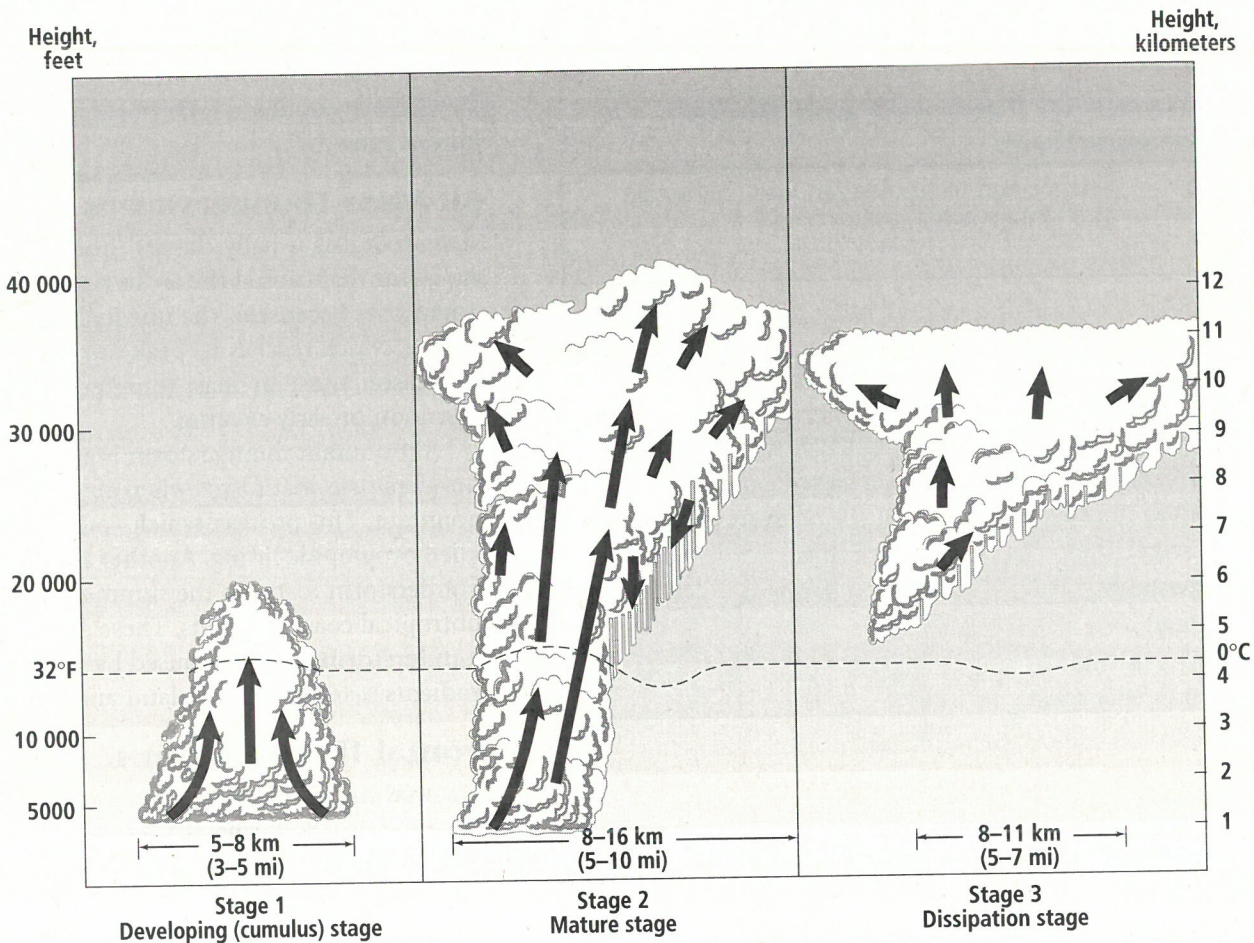 Height,
feet
Height,
kilometers
40 000
30 000
20 000
32°F
10 000
5000
12
11
10
9
8
7
6
5
0°C
4
3
2
1
5–8 km
(3–5 mi)
8–16 km
(5–10 mi)
8–11 km
(5–7 mi)
Stage 1
Developing (cumulus) stage
Stage 2
Mature stage
Stage 3
Dissipation stage